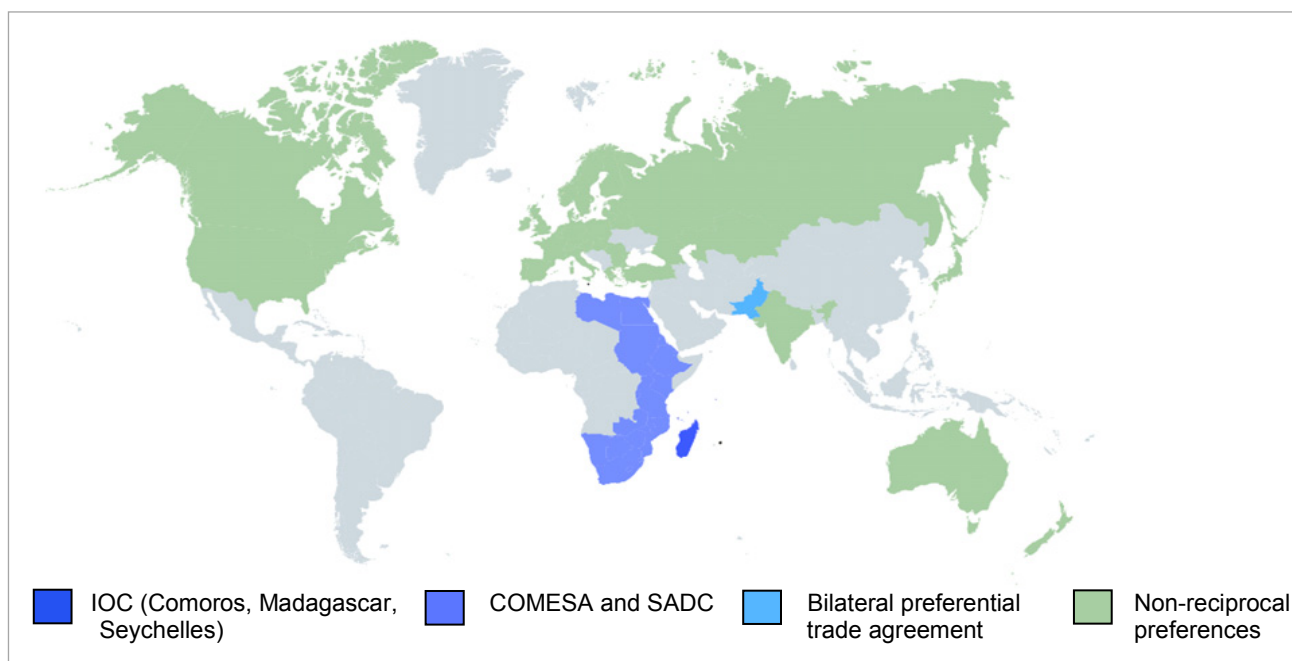 IOC (Comoros, Madagascar,
Seychelles)
COMESA and SADC
Bilateral preferential
trade agreement
Non-reciprocal
preferences